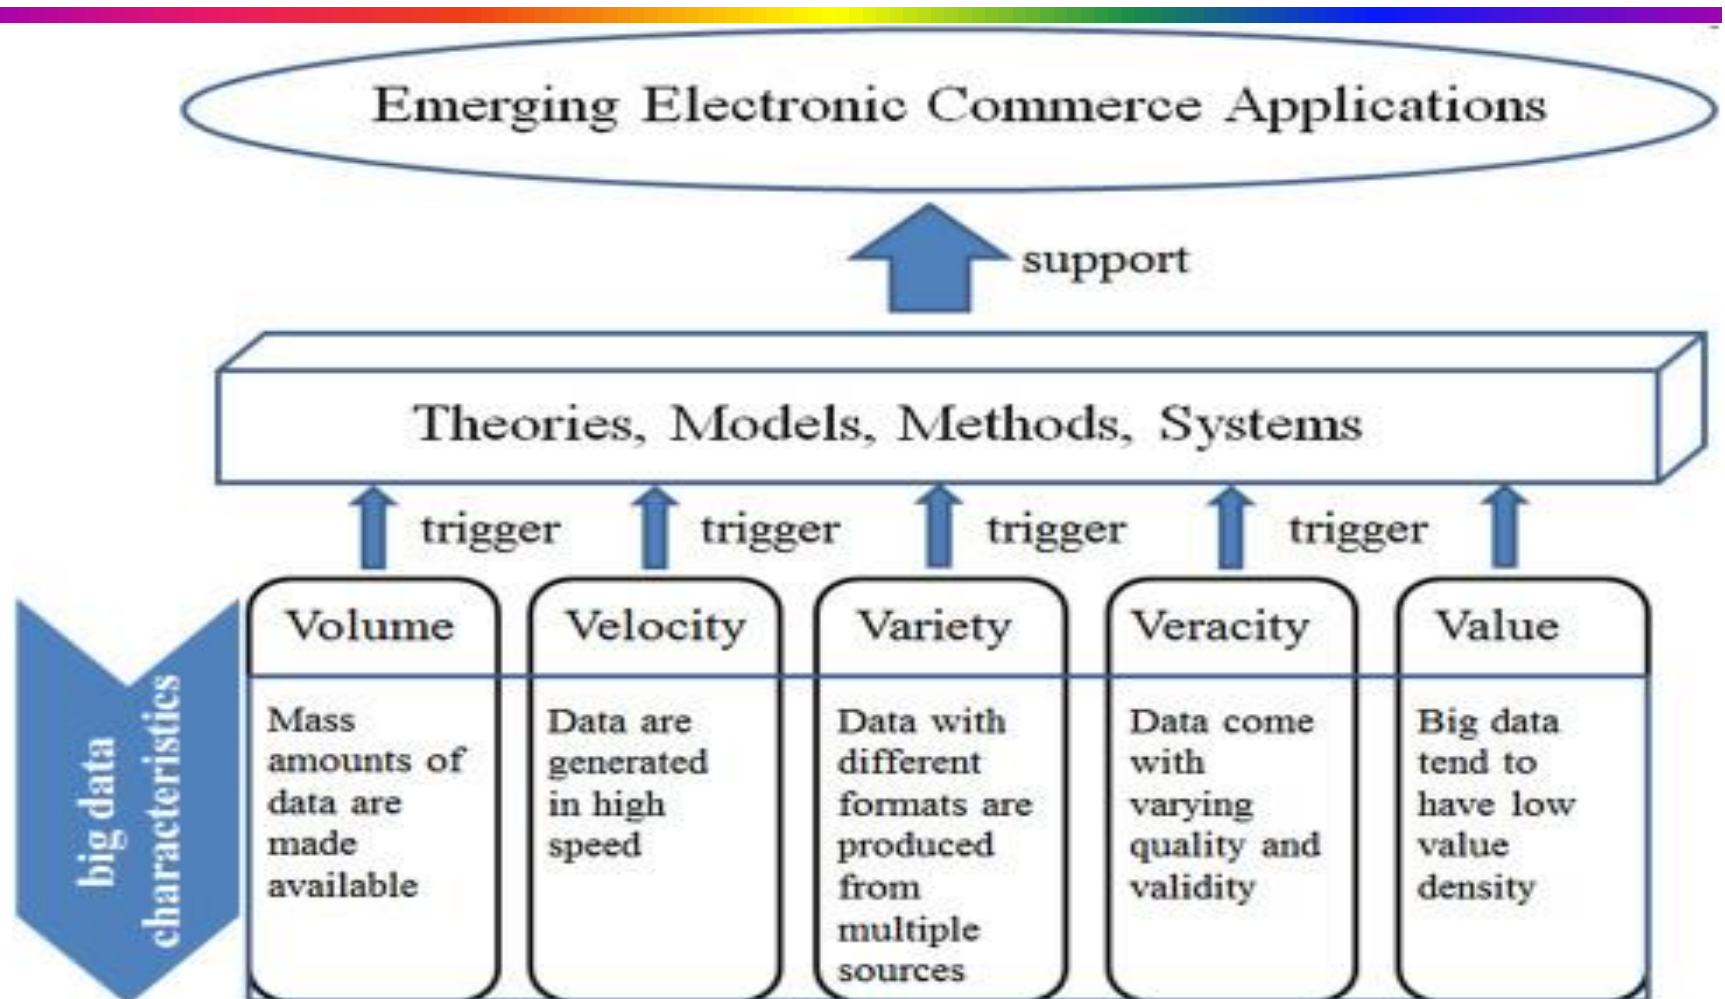 Emerging Electronic Commerce Applications
support
Theories, Models, Methods, Systems
trigger
trigger
trigger
trigger
big data
characteristics
Volume
Mass
amounts of
data are
made
available
Velocity
Data are
generated
in high
speed
Variety
Data with
different
formats are
produced
from
multiple
sources
Veracity
Data come
with
varying
quality and
validity
Value
Big data
tend to
have low
value
density